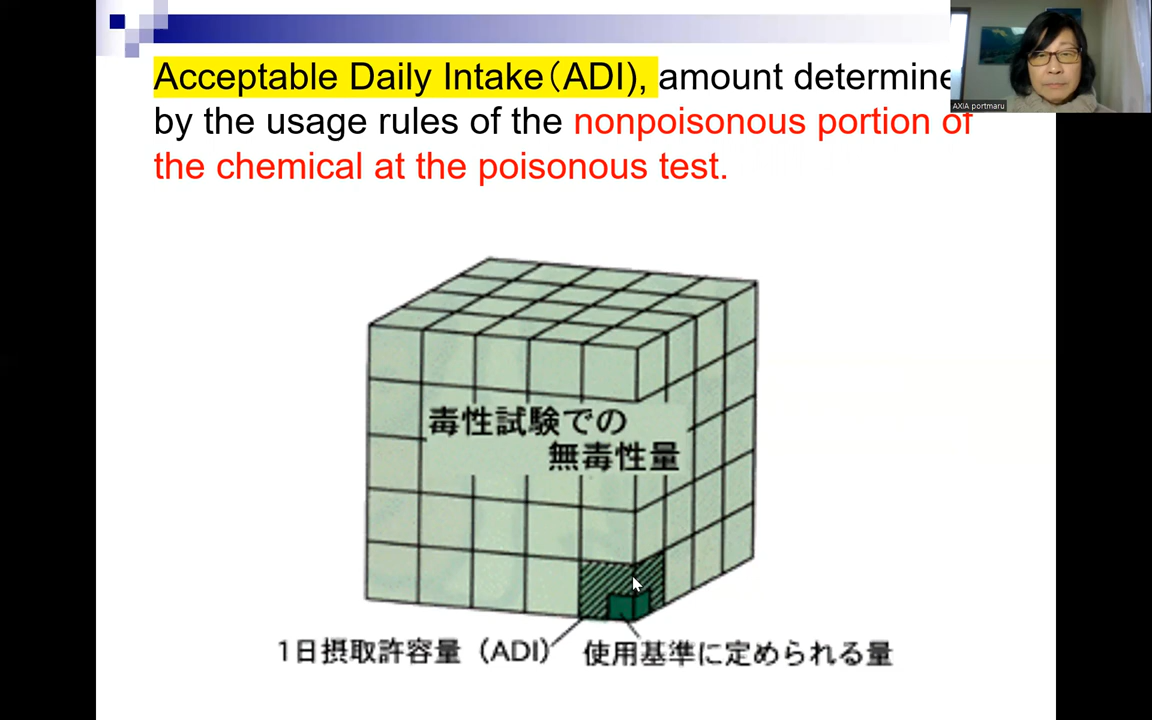 Acceptable Daily Intake（ADI）, amount determine
by the usage rules of the nonpoisonous portion of
the chemical at the poisonous test.
AXIA portmaru
毒性試験での
無毒性量
1日摂取許容量（ADI）
使用基準に定められる量